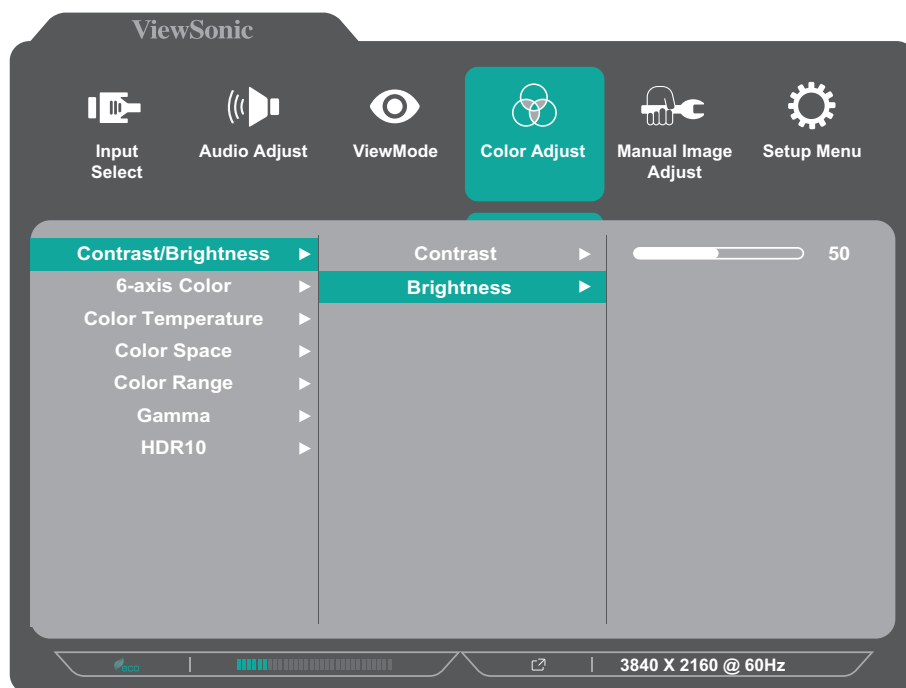 ViewSonic
Input Select
Audio Adjust
ViewMode
Color Adjust
Manual Image Adjust
Setup Menu
Contrast/Brightness
6-axis Color
Color Temperature
Color Space
Color Range
Gamma
HDR10
Contrast
Brightness
50
eco
3840 X 2160 @ 60Hz